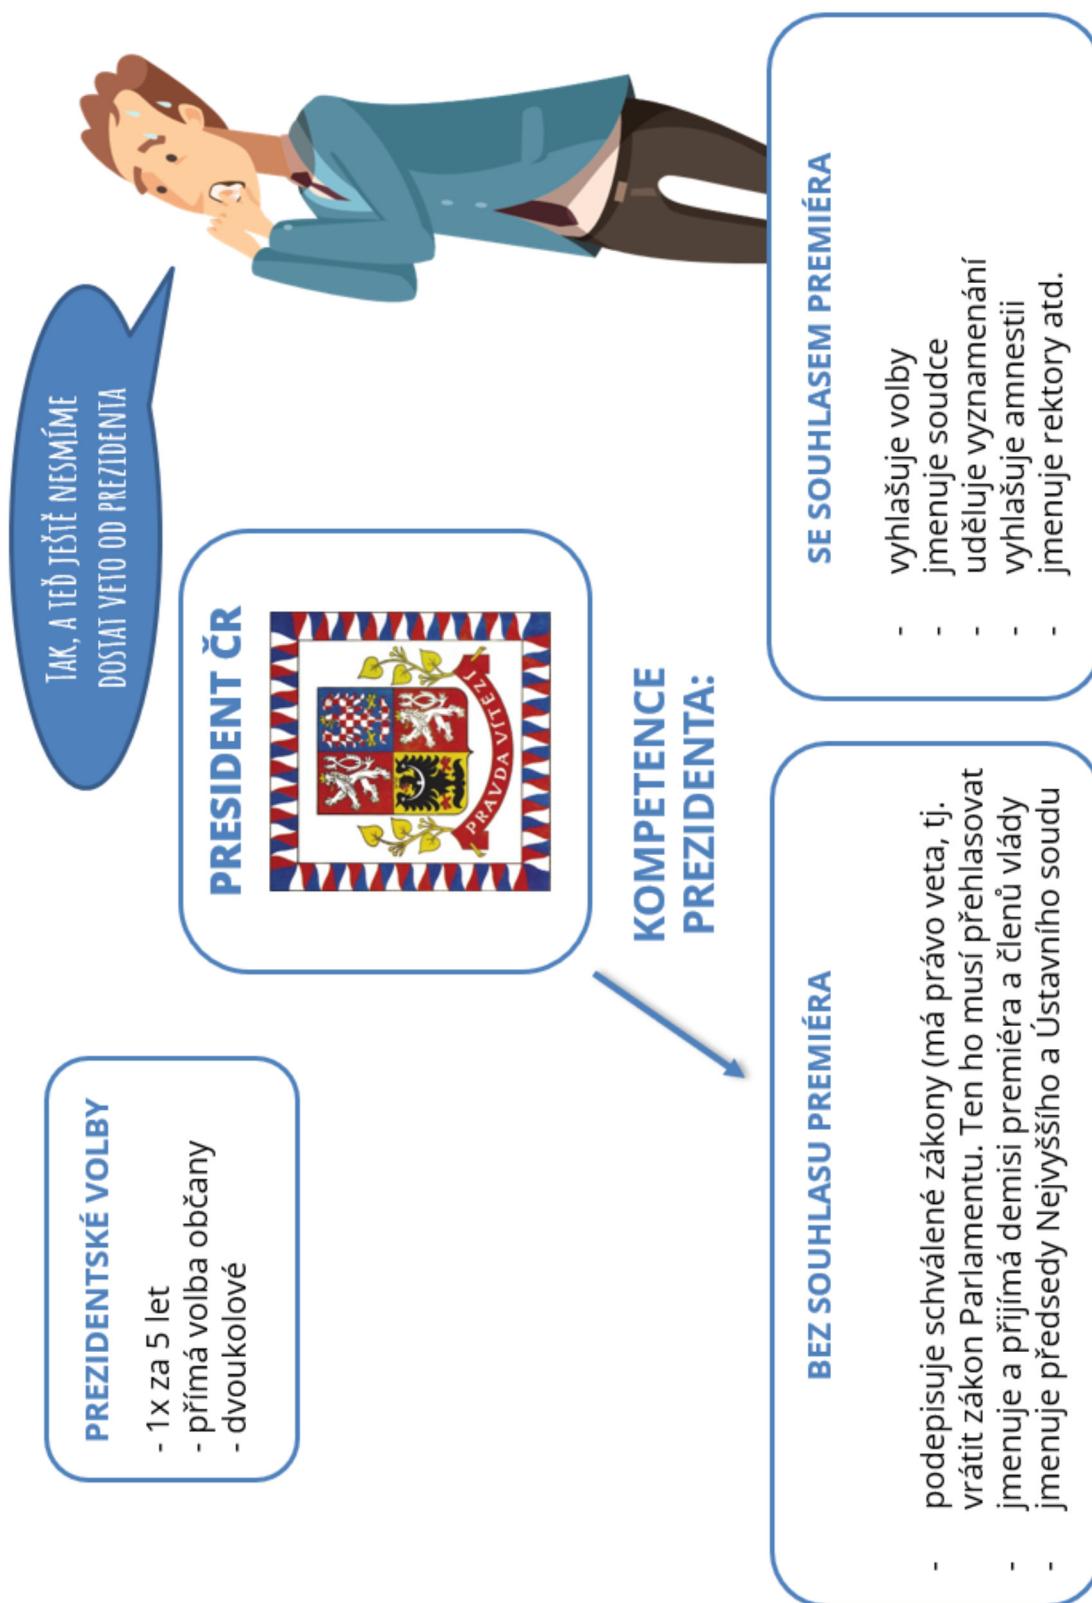 TAK, A TEĎ JEŠTĚ NESMÍME
DOSTAT VETO OD PREZIDENTA
PREZIDENTSKÉ VOLBY
- 1x za 5 let
- přímá volba občany
- dvoukolové
PRESIDENT ČR
PRAVDA VÍTĚZÍ
KOMPETENCE
PREZIDENTA:
BEZ SOUHLASU PREMIÉRA
- podepisuje schválené zákony (má právo veta, tj.
vrátit zákon Parlamentu. Ten ho musí přehlasovat
- jmenuje a přijímá demisi premiéra a členů vlády
- jmenuje předsedy Nejvyššího a Ústavního soudu
SE SOUHLASEM PREMIÉRA
- vyhlašuje volby
- jmenuje soudce
- uděluje vyznamenání
- vyhlašuje amnestii
- jmenuje rektory atd.